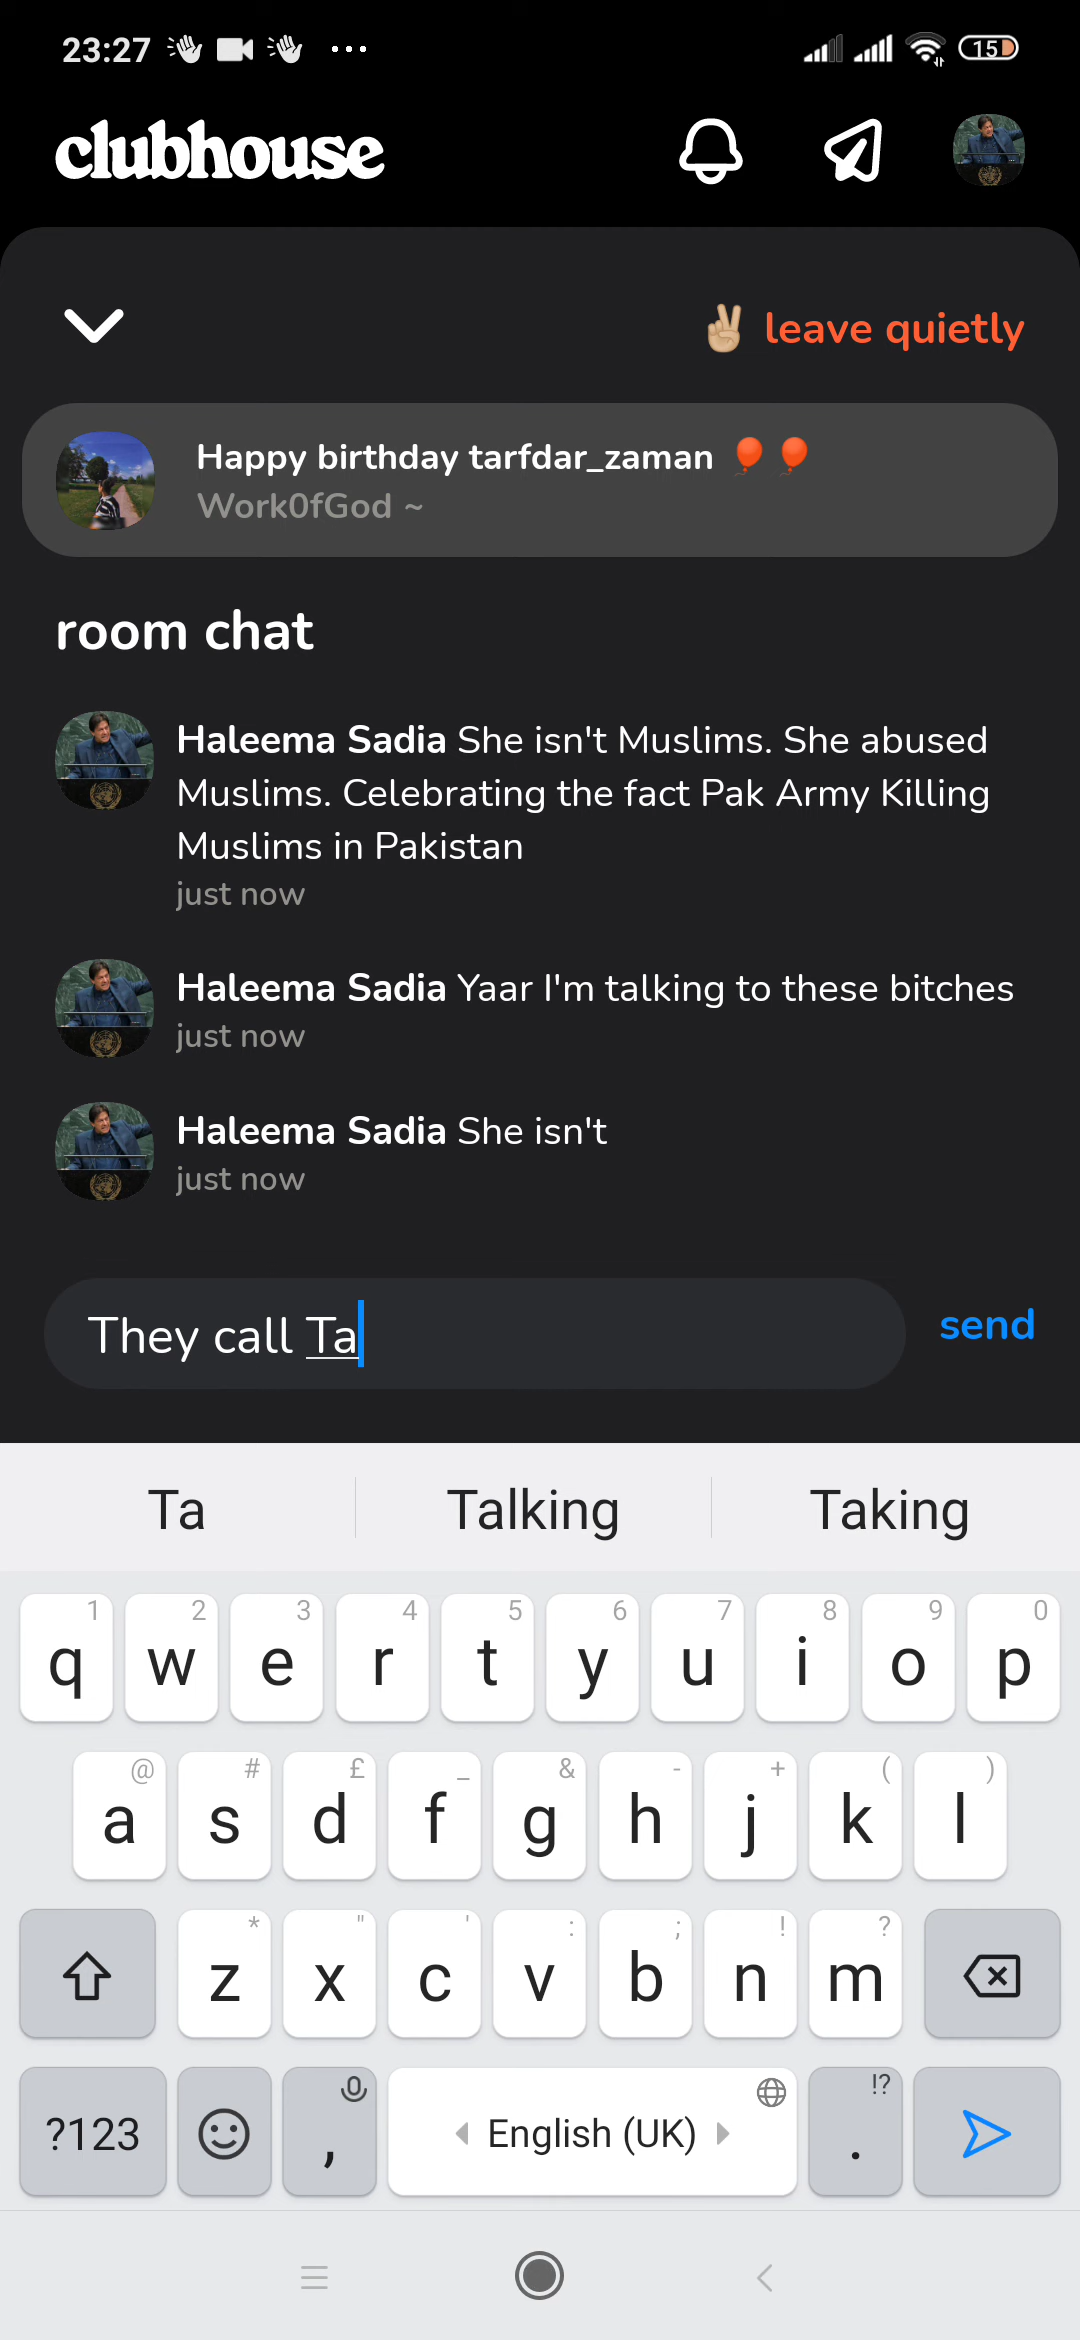 23:27
15
clubhouse
✌🏼 leave quietly
Happy birthday tarfdar_zaman 🎈🎈
Work0fGod ~
room chat
Haleema Sadia She isn't Muslims. She abused
Muslims. Celebrating the fact Pak Army Killing
Muslims in Pakistan
just now
Haleema Sadia Yaar I'm talking to these bitches
just now
Haleema Sadia She isn't
just now
They call Ta
send
Ta Talking Taking
1 2 3 4 5 6 7 8 9 0
q w e r t y u i o p
@ # £ _ & - + ( )
a s d f g h j k l
* " ' : ; ! ?
z x c v b n m
!?
?123 , English (UK) .